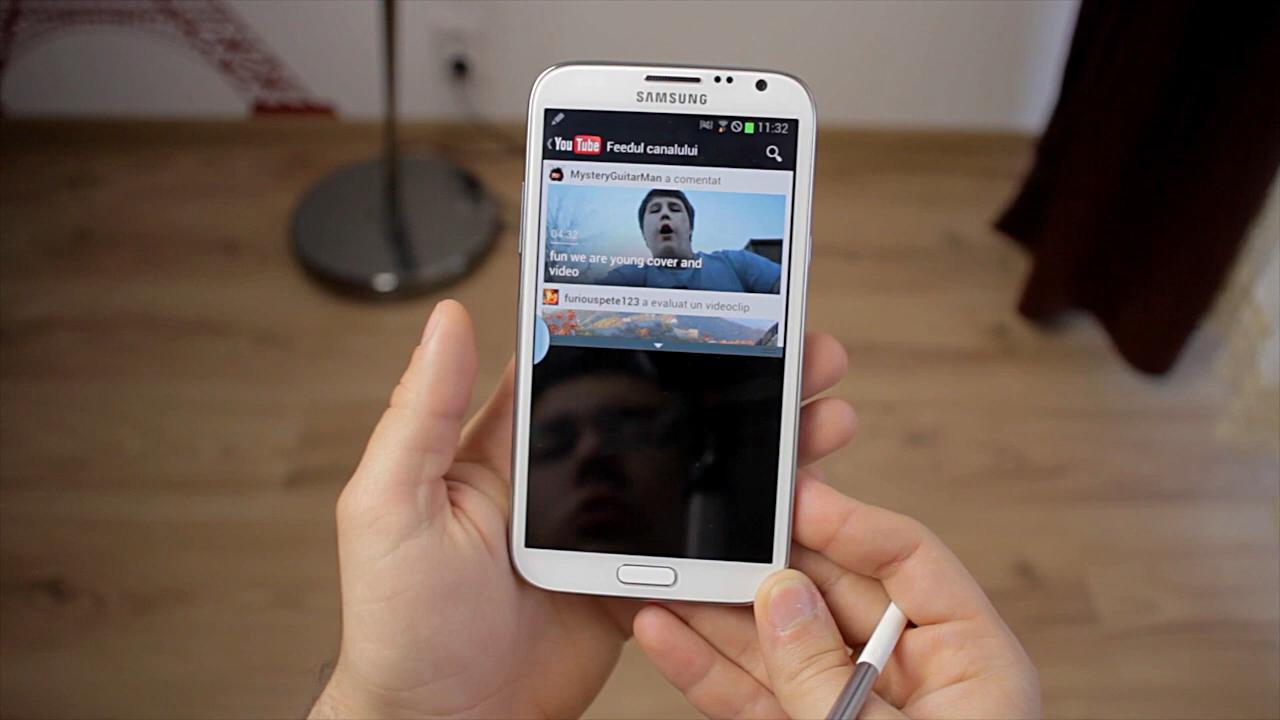 SAMSUNG
11:32
YouTube Feedul canalului
MysteryGuitarMan a comentat
04:32
fun we are young cover and
video
furiouspete123 a evaluat un videoclip